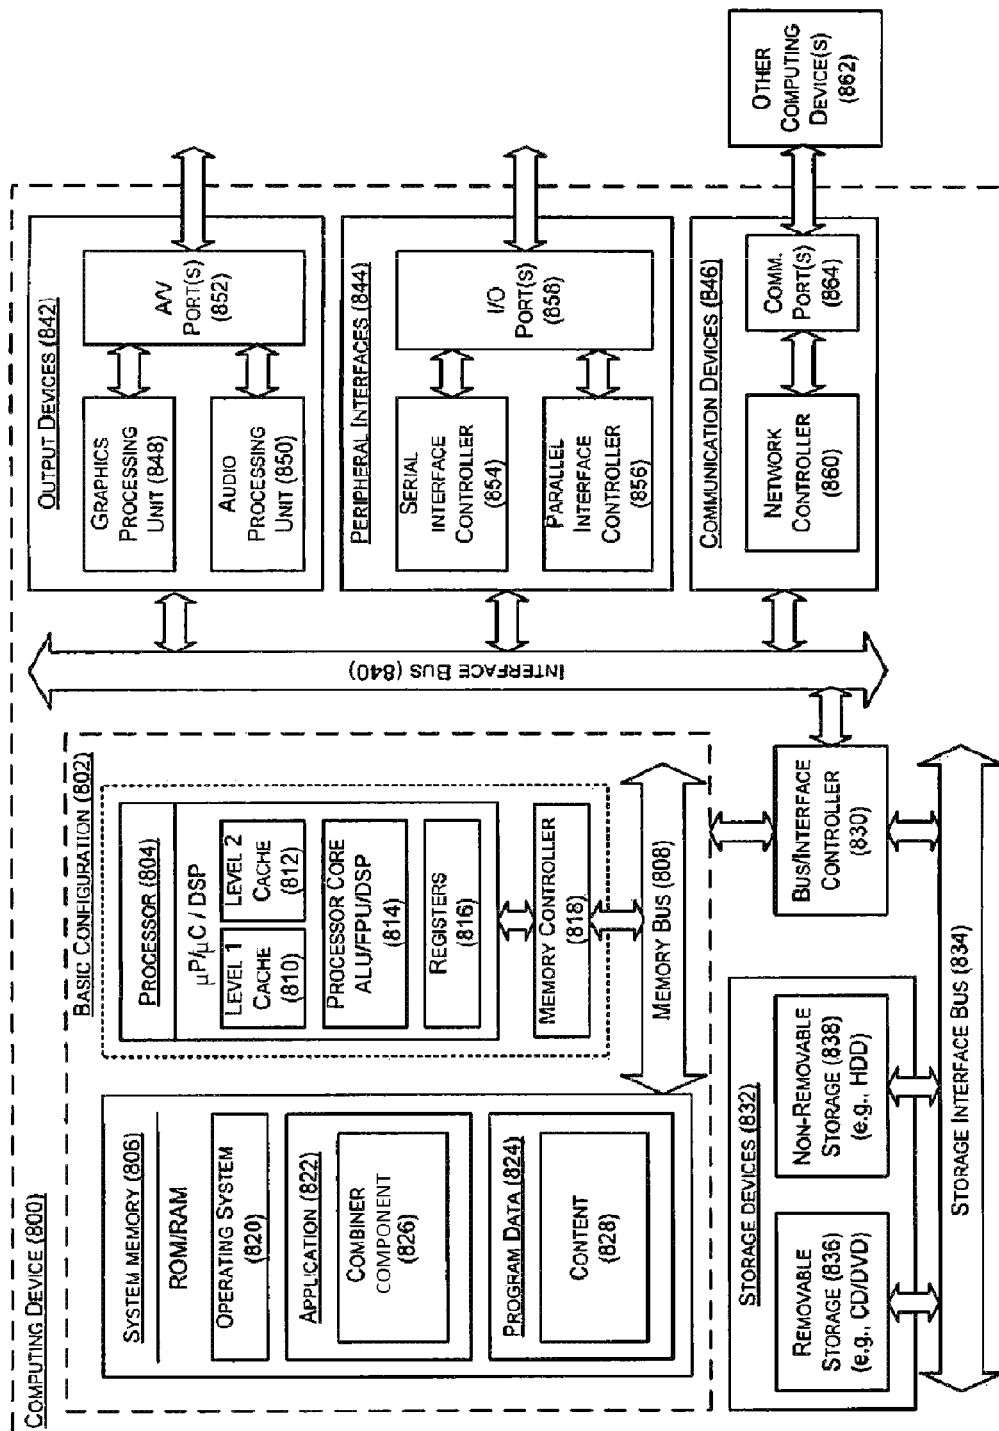 COMPUTING DEVICE (800)
BASIC CONFIGURATION (802)
SYSTEM MEMORY (806)
ROM/RAM
OPERATING SYSTEM
(820)
APPLICATION (822)
COMBINER
COMPONENT
(826)
PROGRAM DATA (824)
CONTENT
(828)
PROCESSOR (804)
µP/µC / DSP
LEVEL 1
CACHE
(810)
LEVEL 2
CACHE
(812)
PROCESSOR CORE
ALU/FPU/DSP
(814)
REGISTERS
(816)
MEMORY CONTROLLER
(818)
MEMORY BUS (808)
STORAGE DEVICES (832)
REMOVABLE
STORAGE (836)
(e.g., CD/DVD)
NON-REMOVABLE
STORAGE (838)
(e.g., HDD)
STORAGE INTERFACE BUS (834)
BUS/INTERFACE
CONTROLLER
(830)
INTERFACE BUS (840)
OUTPUT DEVICES (842)
GRAPHICS
PROCESSING
UNIT (848)
AUDIO
PROCESSING
UNIT (850)
A/V
PORT(S)
(852)
PERIPHERAL INTERFACES (844)
SERIAL
INTERFACE
CONTROLLER
(854)
PARALLEL
INTERFACE
CONTROLLER
(856)
I/O
PORT(S)
(858)
COMMUNICATION DEVICES (846)
NETWORK
CONTROLLER
(860)
COMM.
PORT(S)
(864)
OTHER
COMPUTING
DEVICE(S)
(862)